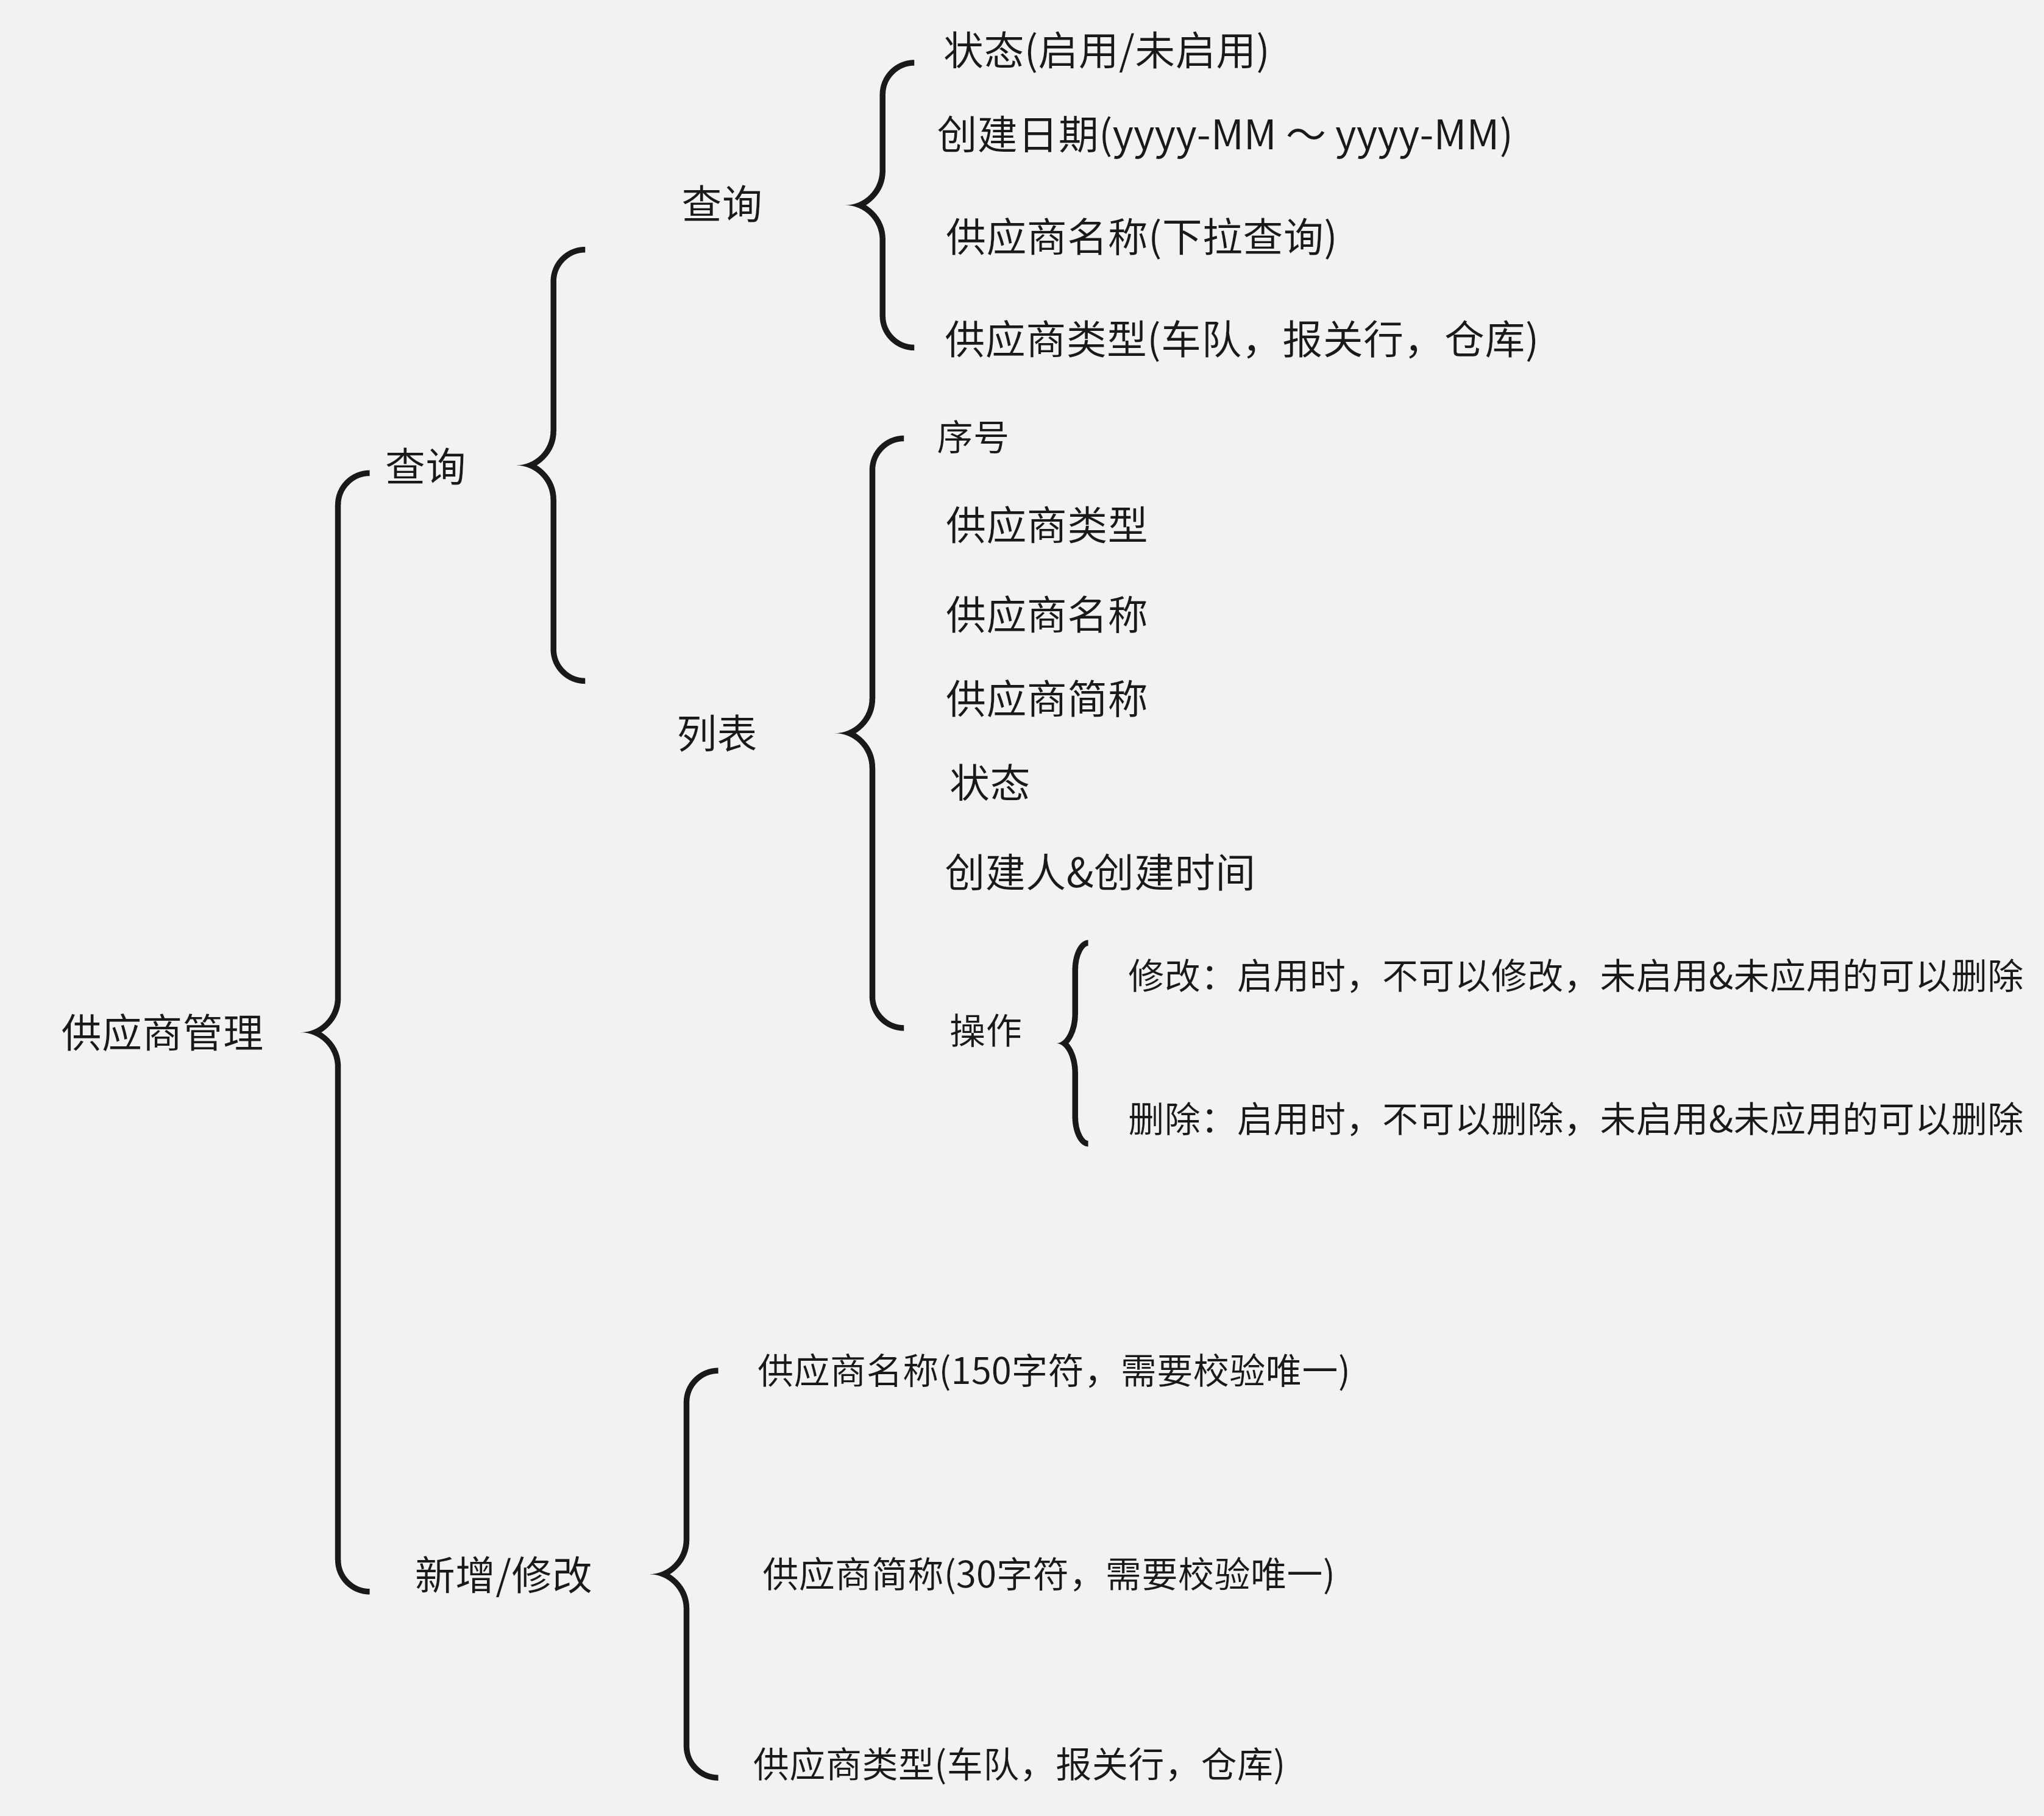 状态(启用/未启用)
创建日期(yyyy-MM ～ yyyy-MM)
查询
供应商名称(下拉查询)
供应商类型(车队，报关行，仓库)
序号
查询
供应商类型
供应商名称
供应商简称
列表
状态
创建人&创建时间
修改：启用时，不可以修改，未启用&未应用的可以删除
供应商管理
操作
删除：启用时，不可以删除，未启用&未应用的可以删除
供应商名称(150字符，需要校验唯一)
新增/修改
供应商简称(30字符，需要校验唯一)
供应商类型(车队，报关行，仓库)